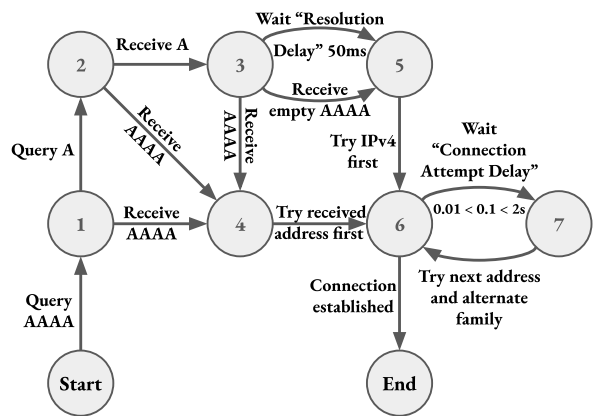 Wait “Resolution
Delay” 50ms
Receive A
2
3
5
Receive
empty AAAA
Receive
AAAA
Receive
AAAA
Query A
Try IPv4
first
Wait
“Connection
Attempt Delay”
0.01 < 0.1 < 2s
1
Receive
AAAA
4
Try received
address first
6
7
Query
AAAA
Connection
established
Try next address
and alternate
family
Start
End